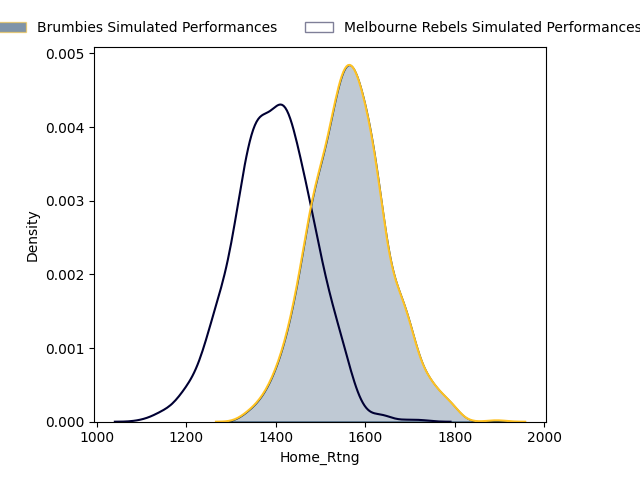 Brumbies Simulated Performances Melbourne Rebels Simulated Performances
0.005
0.004
0.003
0.002
0.001
0.000
Density
1000 1200 1400 1600 1800 2000
Home_Rtng